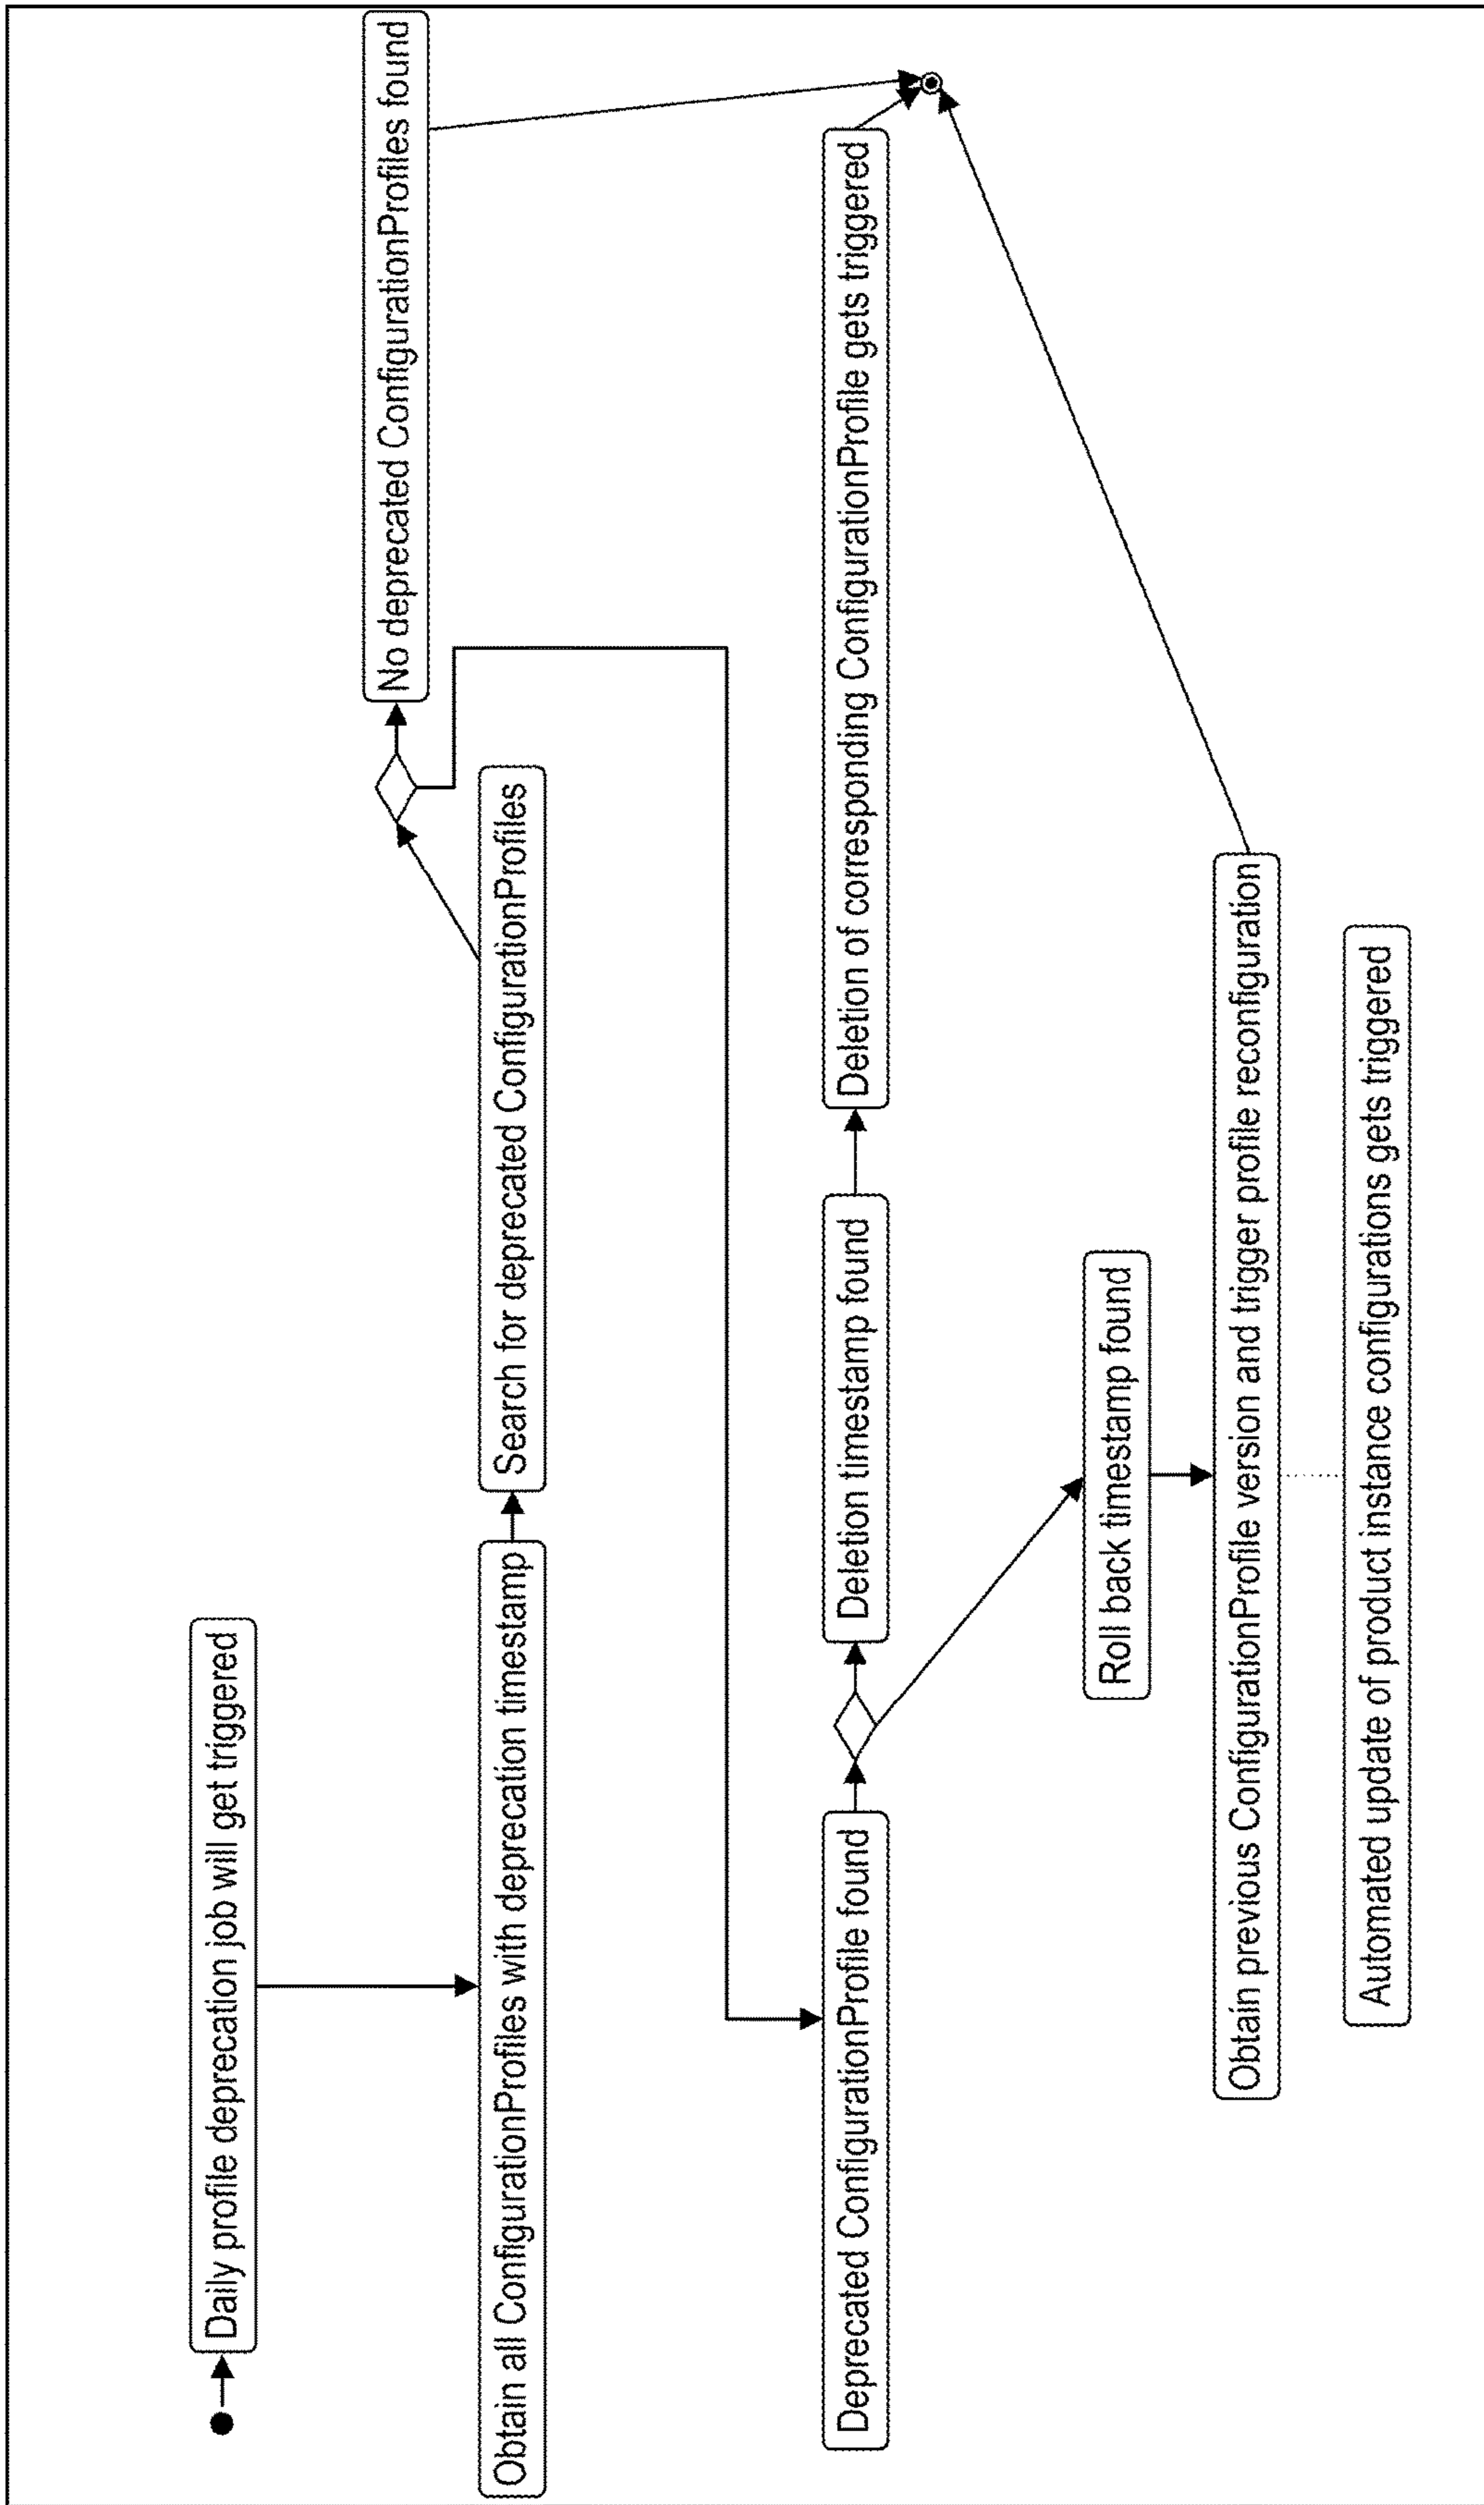 Daily profile deprecation job will get triggered
No deprecated ConfigurationProfiles found
Obtain all ConfigurationProfiles with deprecation timestamp
Search for deprecated ConfigurationProfiles
Deprecated ConfigurationProfile found
Deletion timestamp found
Deletion of corresponding ConfigurationProfile gets triggered
Roll back timestamp found
Obtain previous ConfigurationProfile version and trigger profile reconfiguration
Automated update of product instance configurations gets triggered